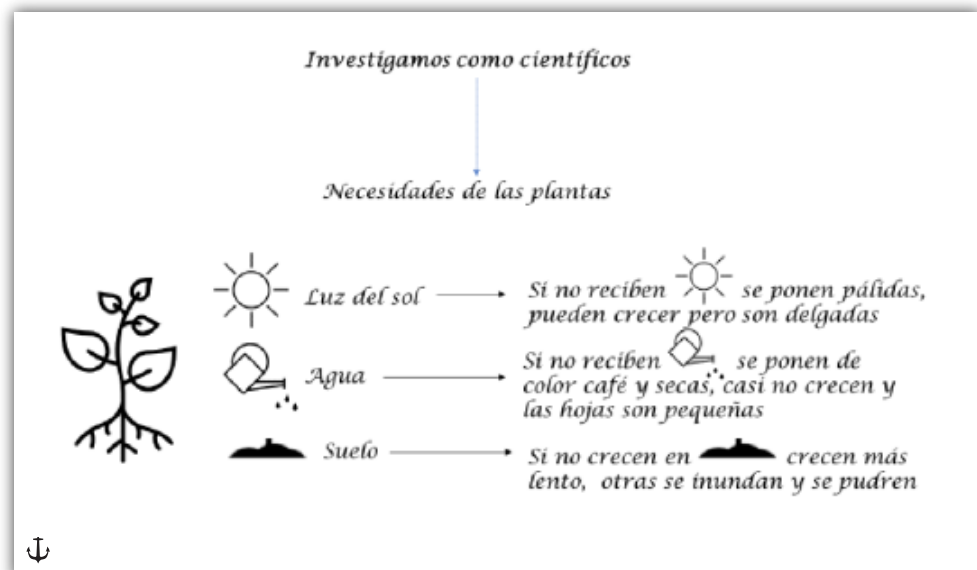 Investigamos como científicos
Necesidades de las plantas
Luz del sol
Si no reciben se ponen pálidas,
pueden crecer pero son delgadas
Agua
Si no reciben se ponen de
color café y secas, casi no crecen y
las hojas son pequeñas
Suelo
Si no crecen en crecen más
lento, otras se inundan y se pudren